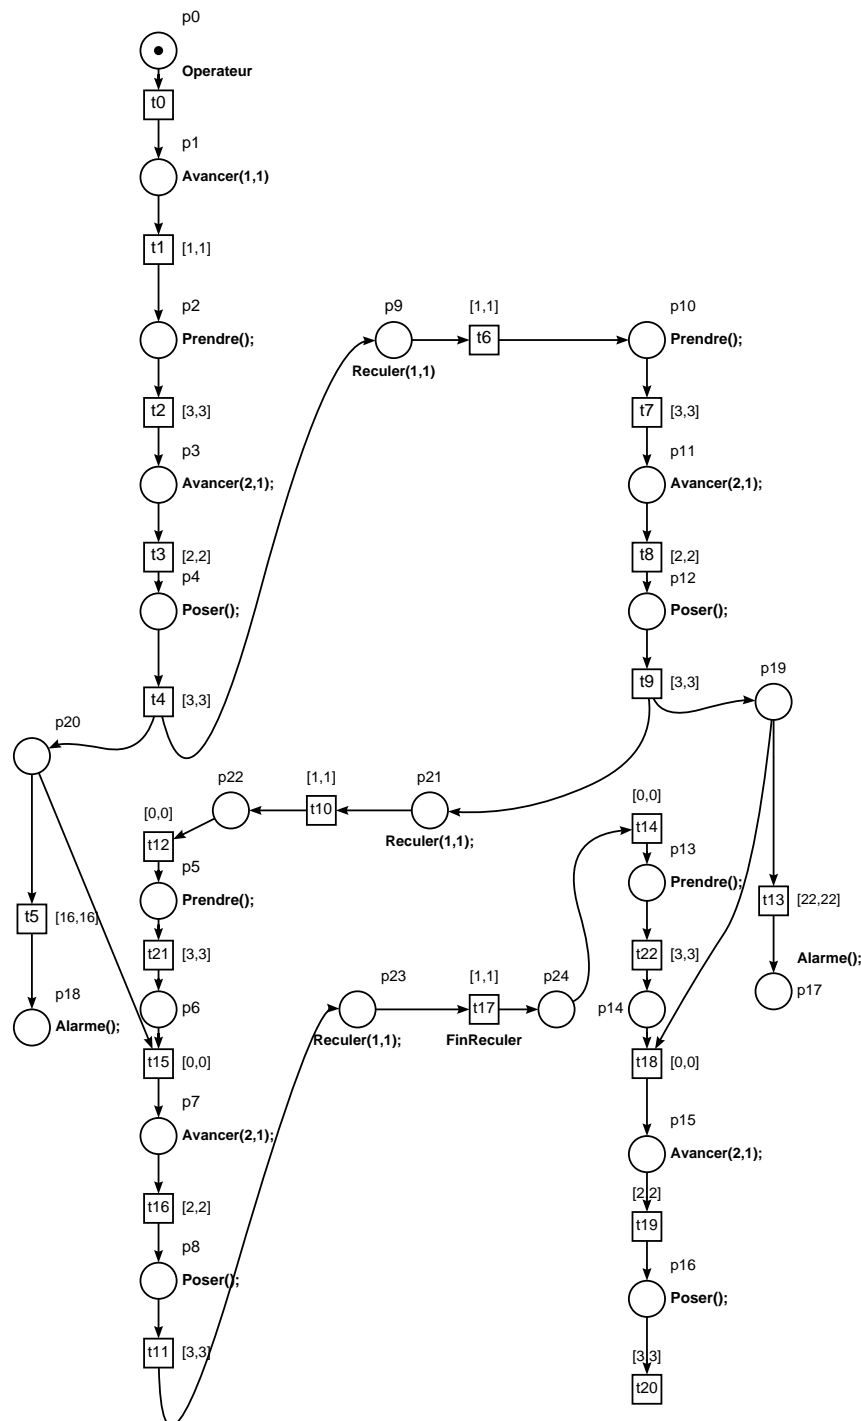 p0
Operateur
t0
p1
Avancer(1,1)
t1 [1,1]
p2
Prendre();
t2 [3,3]
p3
Avancer(2,1);
t3 [2,2]
p4
Poser();
t4 [3,3]
p9
Reculer(1,1)
[1,1]
t6
p10
Prendre();
t7 [3,3]
p11
Avancer(2,1);
t8 [2,2]
p12
Poser();
t9 [3,3]
p19
p20
t5 [16,16]
p18
Alarme();
p22
[1,1]
t10
p21
Reculer(1,1);
[0,0]
t12
p5
Prendre();
t21 [3,3]
p6
t15 [0,0]
p7
Avancer(2,1);
t16 [2,2]
p8
Poser();
t11 [3,3]
p23
Reculer(1,1);
[1,1]
t17
FinReculer
p24
[0,0]
t14
p13
Prendre();
t22 [3,3]
p14
t18 [0,0]
p15
Avancer(2,1);
[2,2]
t19
p16
Poser();
[3,3]
t20
t13 [22,22]
Alarme();
p17